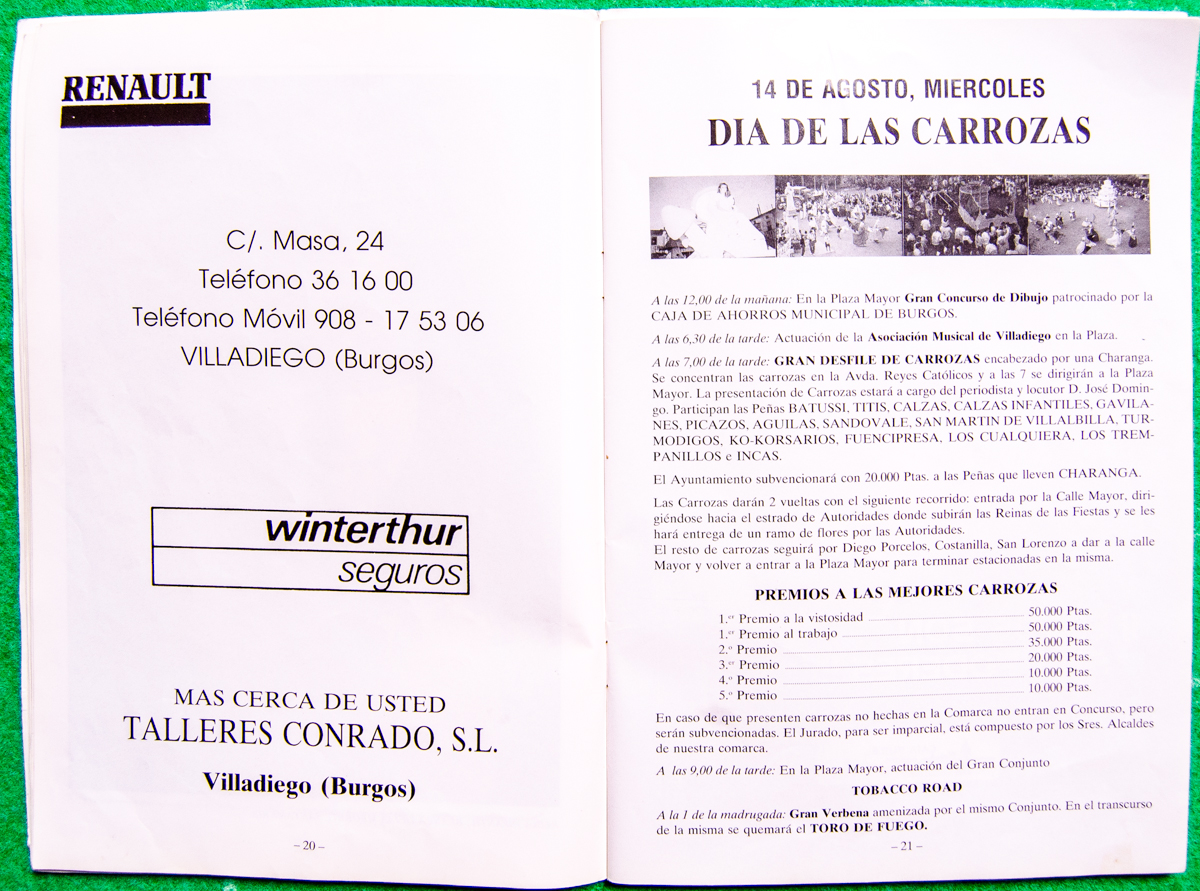 RENAULT
C/. Masa, 24
Teléfono 36 16 00
Teléfono Móvil 908 - 17 53 06
VILLADIEGO (Burgos)
winterthur
seguros
MAS CERCA DE USTED
TALLERES CONRADO, S.L.
Villadiego (Burgos)
– 20 –
14 DE AGOSTO, MIERCOLES
DIA DE LAS CARROZAS
A las 12,00 de la mañana: En la Plaza Mayor Gran Concurso de Dibujo patrocinado por la
CAJA DE AHORROS MUNICIPAL DE BURGOS.
A las 6,30 de la tarde: Actuación de la Asociación Musical de Villadiego en la Plaza.
A las 7,00 de la tarde: GRAN DESFILE DE CARROZAS encabezado por una Charanga.
Se concentran las carrozas en la Avda. Reyes Católicos y a las 7 se dirigirán a la Plaza
Mayor. La presentación de Carrozas estará a cargo del periodista y locutor D. José Domin-
go. Participan las Peñas BATUSSI, TITIS, CALZAS, CALZAS INFANTILES, GAVILA-
NES, PICAZOS, AGUILAS, SANDOVALE, SAN MARTIN DE VILLALBILLA, TUR-
MODIGOS, KO-KORSARIOS, FUENCIPRESA, LOS CUALQUIERA, LOS TREM-
PANILLOS e INCAS.
El Ayuntamiento subvencionará con 20.000 Ptas. a las Peñas que lleven CHARANGA.
Las Carrozas darán 2 vueltas con el siguiente recorrido: entrada por la Calle Mayor, diri-
giéndose hacia el estrado de Autoridades donde subirán las Reinas de las Fiestas y se les
hará entrega de un ramo de flores por las Autoridades.
El resto de carrozas seguirá por Diego Porcelos, Costanilla, San Lorenzo a dar a la calle
Mayor y volver a entrar a la Plaza Mayor para terminar estacionadas en la misma.
PREMIOS A LAS MEJORES CARROZAS
1.er Premio a la vistosidad 50.000 Ptas.
1.er Premio al trabajo 50.000 Ptas.
2.º Premio 35.000 Ptas.
3.er Premio 20.000 Ptas.
4.º Premio 10.000 Ptas.
5.º Premio 10.000 Ptas.
En caso de que presenten carrozas no hechas en la Comarca no entran en Concurso, pero
serán subvencionadas. El Jurado, para ser imparcial, está compuesto por los Sres. Alcaldes
de nuestra comarca.
A las 9,00 de la tarde: En la Plaza Mayor, actuación del Gran Conjunto
TOBACCO ROAD
A la 1 de la madrugada: Gran Verbena amenizada por el mismo Conjunto. En el transcurso
de la misma se quemará el TORO DE FUEGO.
– 21 –